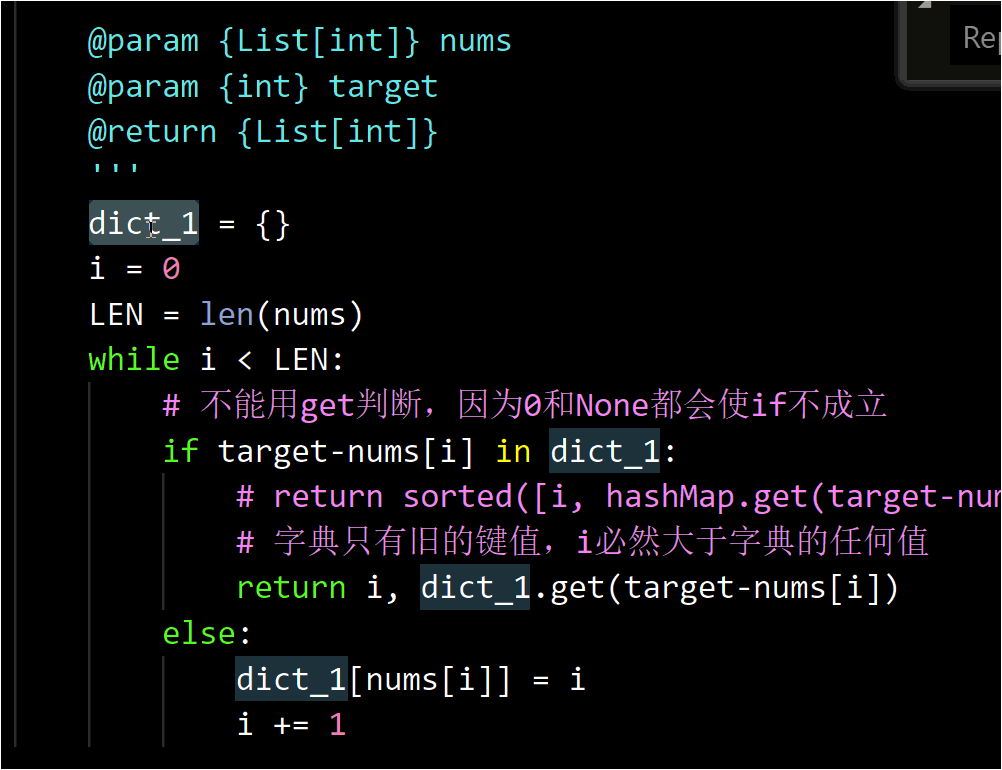 @param {List[int]} nums
@param {int} target
@return {List[int]}
'''
dict_1 = {}
i = 0
LEN = len(nums)
while i < LEN:
# 不能用get判断，因为0和None都会使if不成立
if target-nums[i] in dict_1:
# return sorted([i, hashMap.get(target-num
# 字典只有旧的键值，i必然大于字典的任何值
return i, dict_1.get(target-nums[i])
else:
dict_1[nums[i]] = i
i += 1